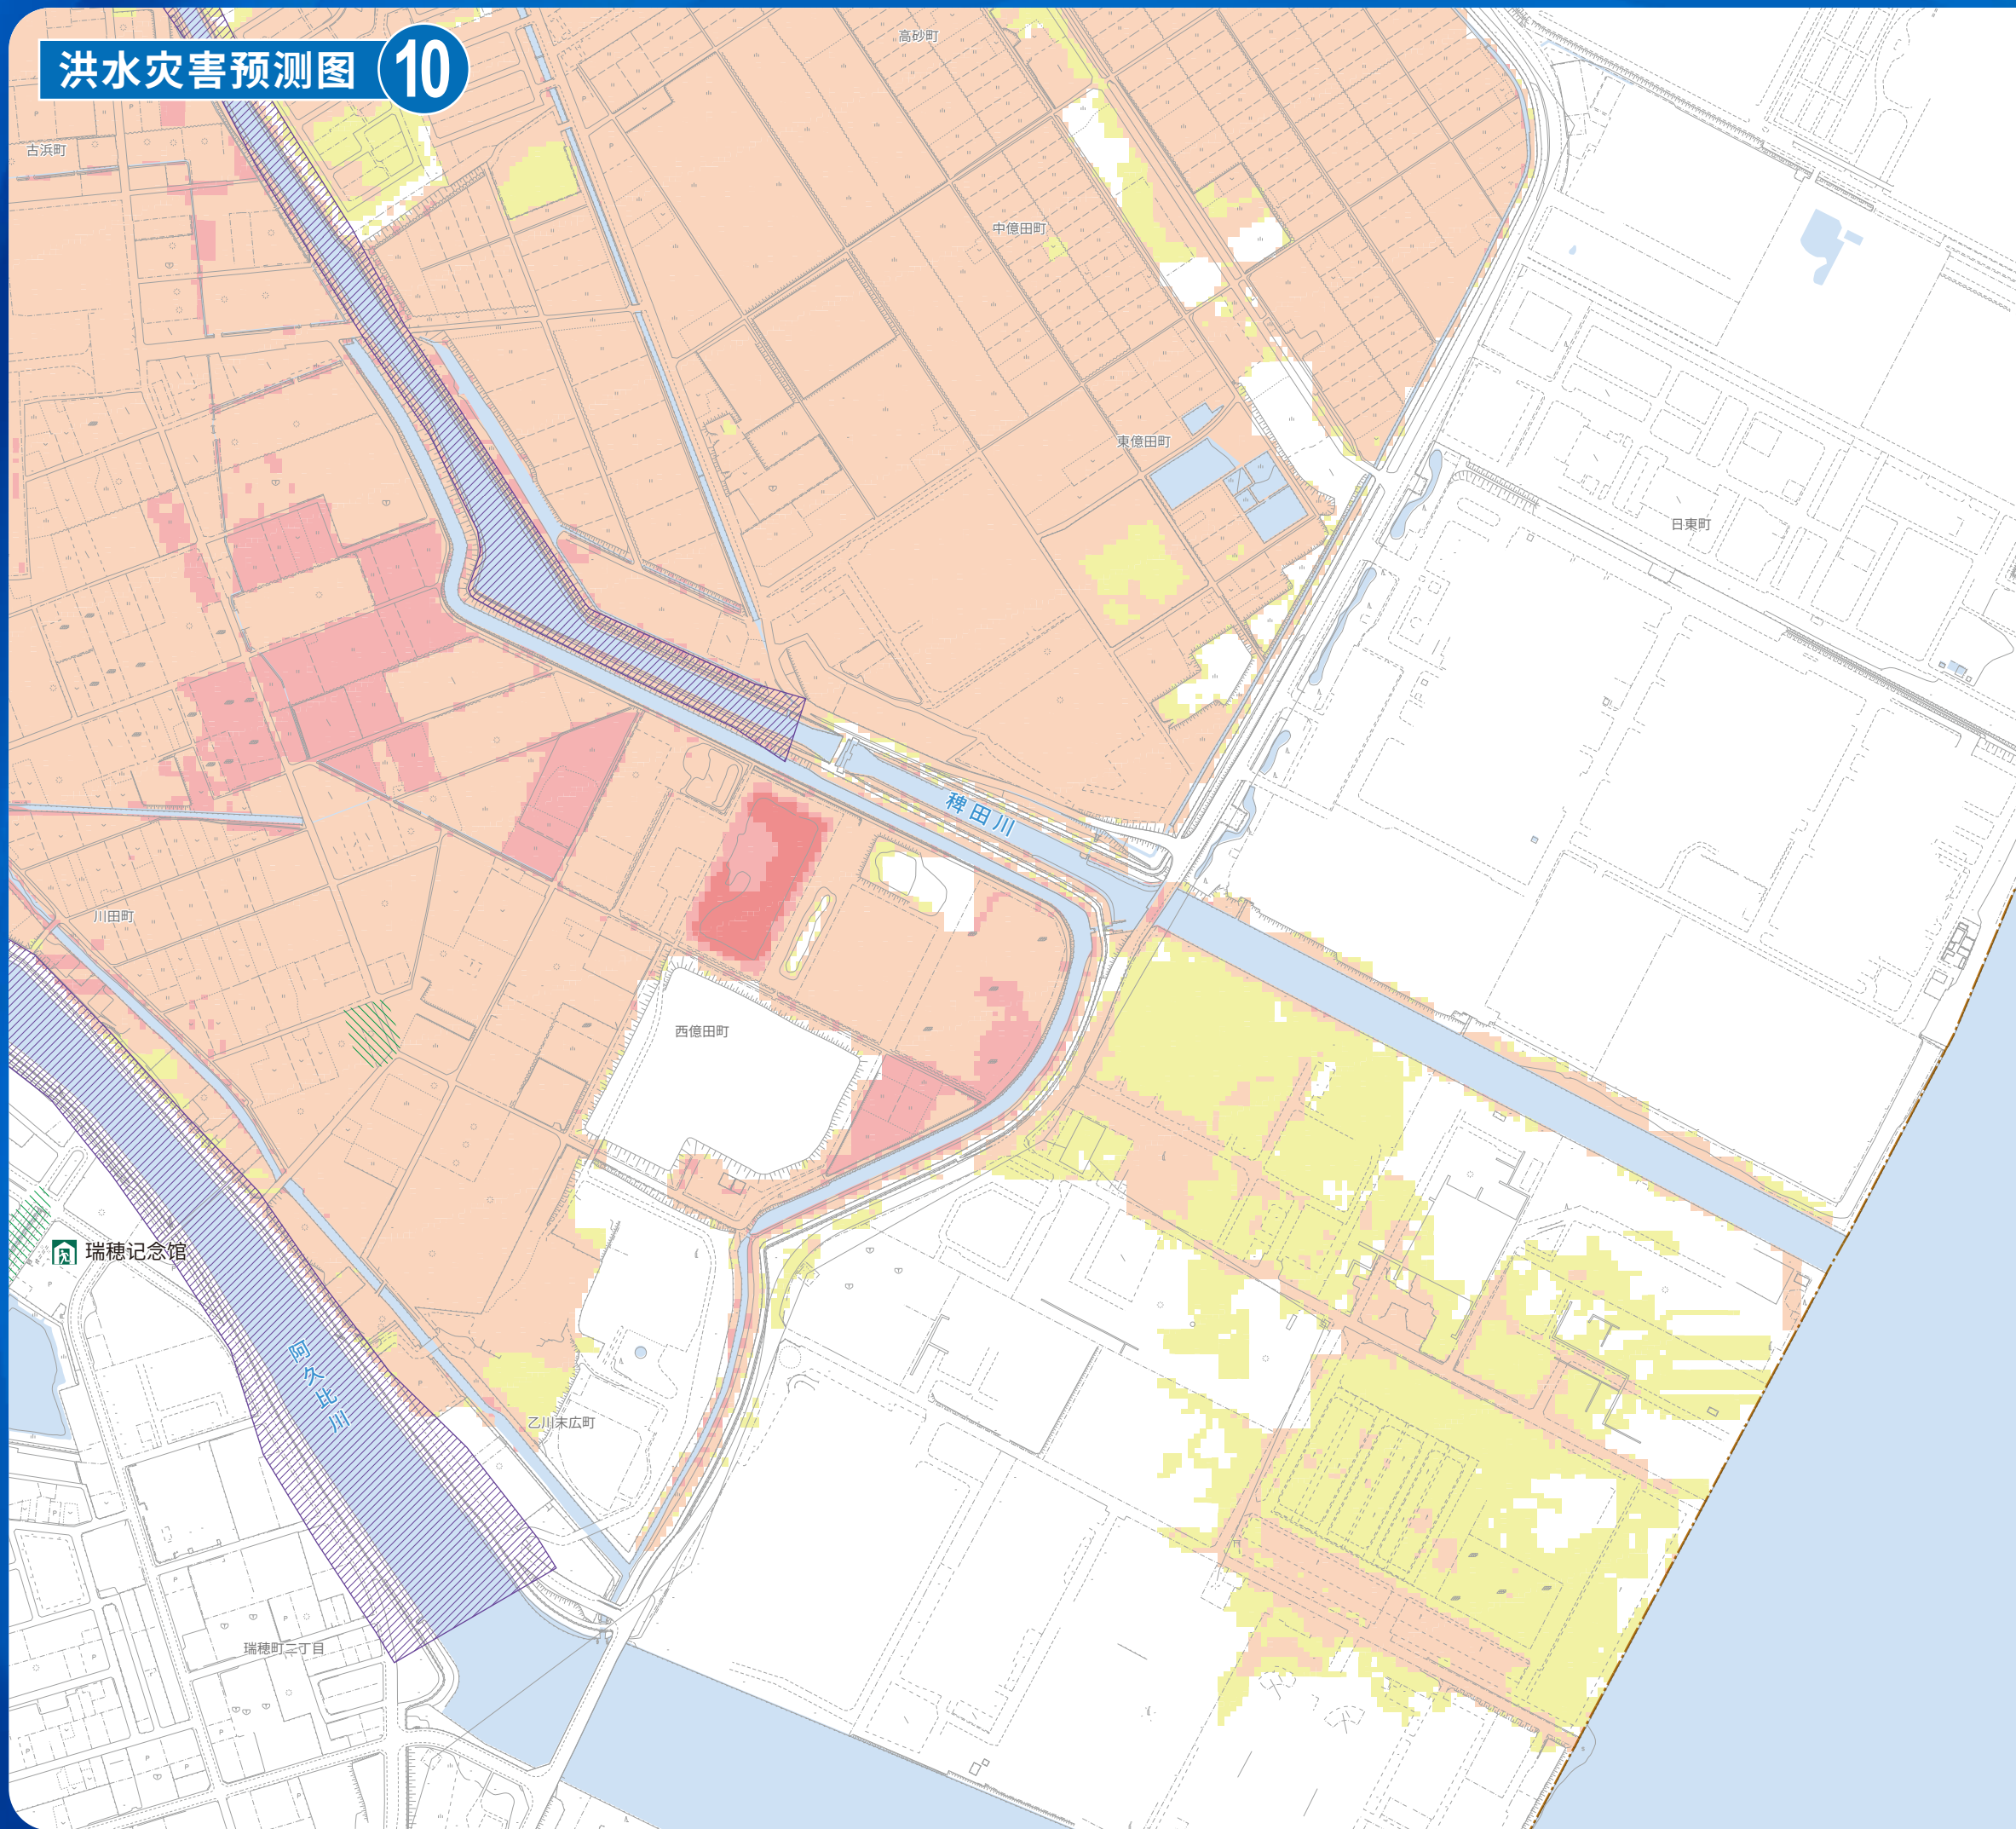 洪水灾害预测图 10
高砂町
古浜町
中億田町
東億田町
日東町
稗田川
川田町
西億田町
瑞穂记念馆
阿久比川
乙川末広町
瑞穂町二丁目